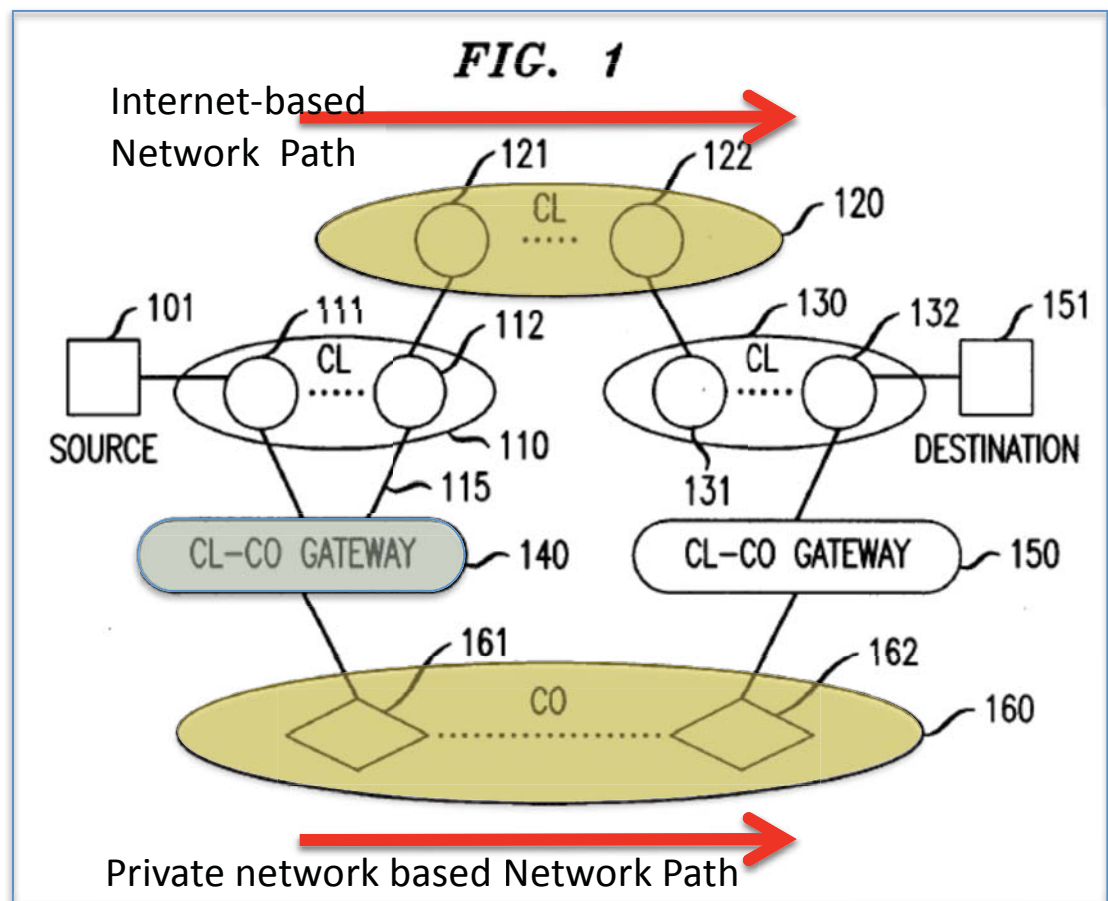 FIG. 1
Internet-based
Network Path
121
122
CL
120
101
111
112
130
132
151
CL
CL
SOURCE
110
131
DESTINATION
115
CL-CO GATEWAY
140
CL-CO GATEWAY
150
161
162
CO
160
Private network based Network Path